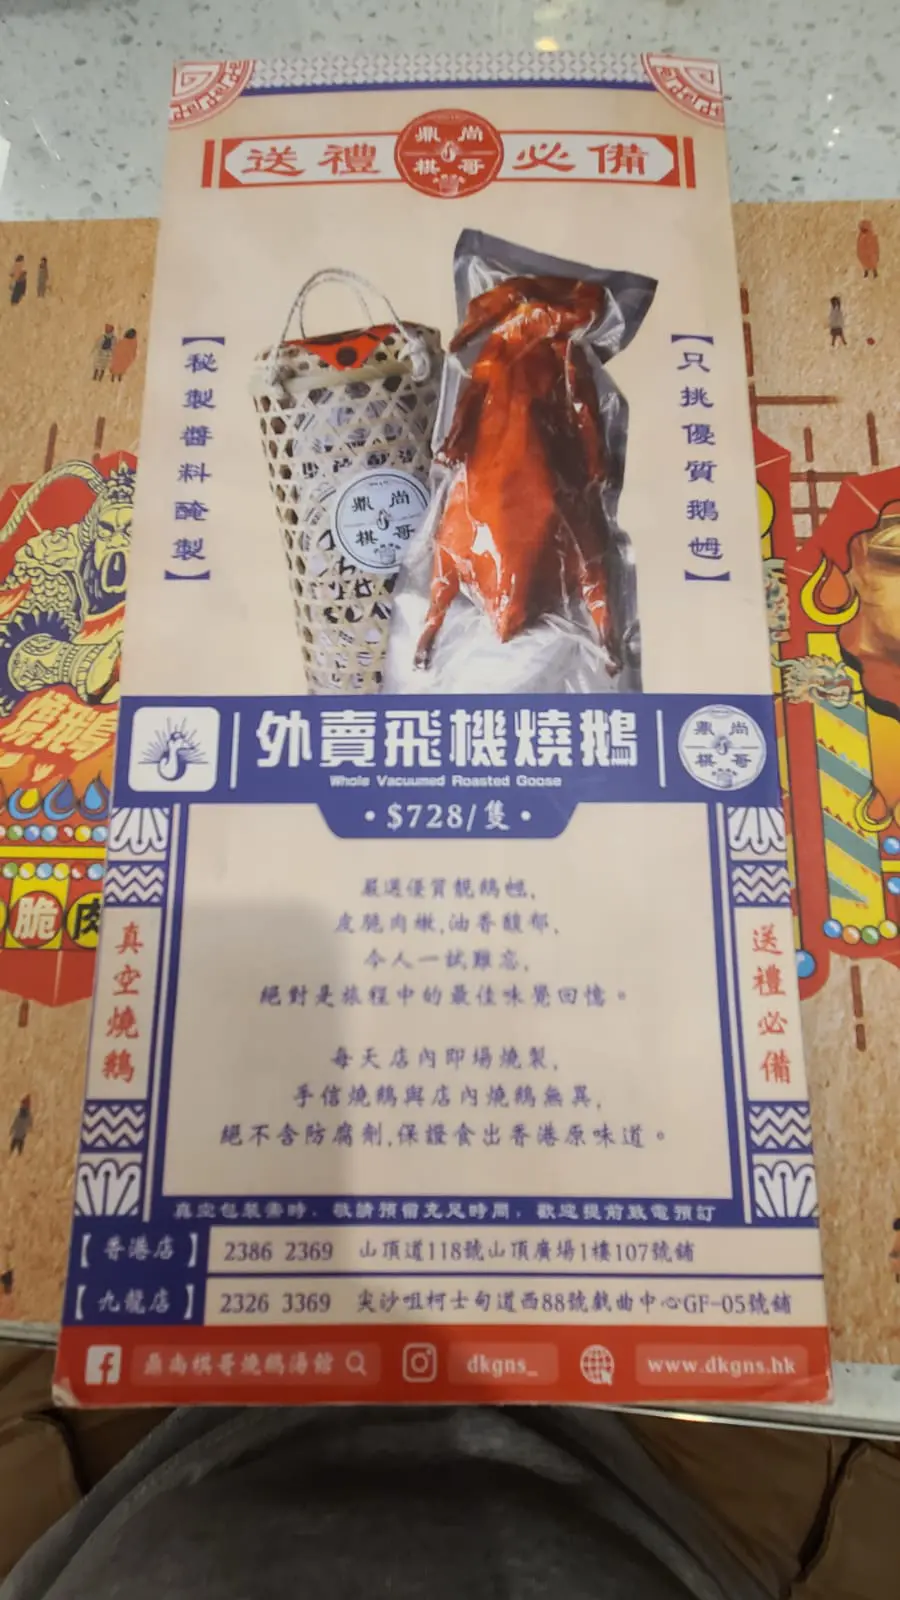 送禮
鼎尚棋哥
必備
【秘製醬料醃製】
【只挑優質鵝乸】
鼎尚
棋哥
外賣飛機燒鵝
Whole Vacuumed Roasted Goose
鼎尚
棋哥
•$728/隻•
嚴選優質靚鵝乸,
皮脆肉嫩,油香馥郁,
令人一試難忘,
絕對是旅程中的最佳味覺回憶。
每天店內即場燒製,
手信燒鵝與店內燒鵝無異,
絕不含防腐劑,保證食出香港原味道。
真空燒鵝
送禮必備
真空包裝需時，敬請預留充足時間，歡迎提前致電預訂
【香港店】 2386 2369 山頂道118號山頂廣場1樓107號舖
【九龍店】 2326 3369 尖沙咀柯士甸道西88號戲曲中心GF-05號舖
鼎尚棋哥燒鵝海鮮
dkgns_
www.dkgns.hk
燒鵝
脆肉